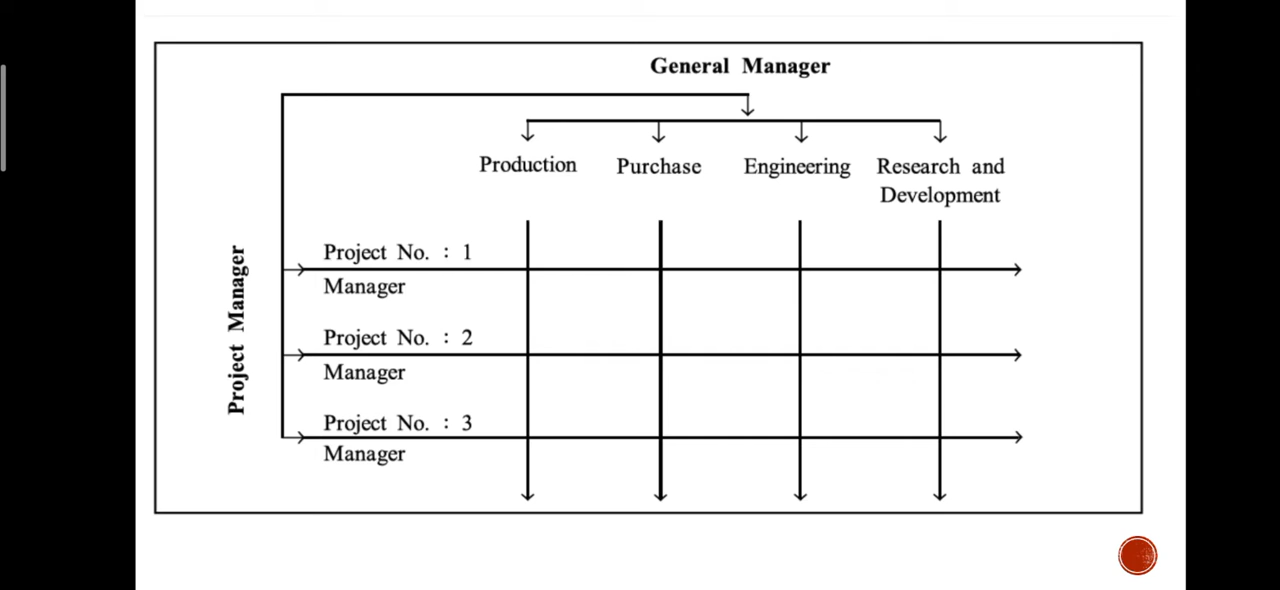 General Manager
Production Purchase Engineering Research and
Development
Project Manager
Project No. : 1
Manager
Project No. : 2
Manager
Project No. : 3
Manager